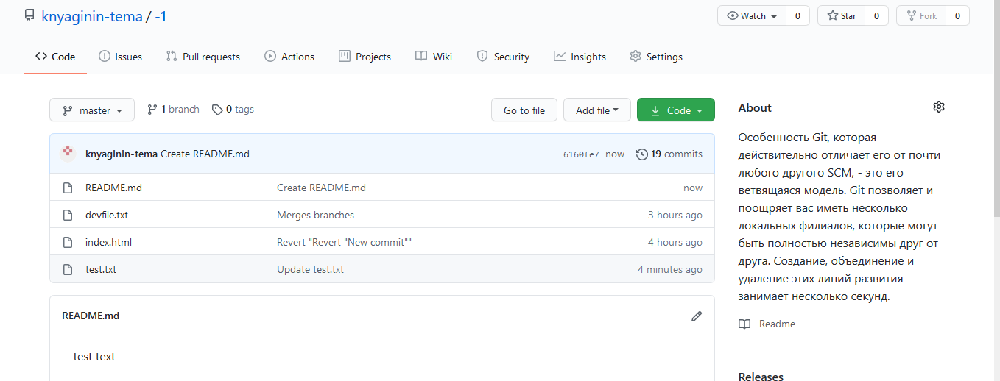 knyaginin-tema / -1
Watch 0 Star 0 Fork 0
Code Issues Pull requests Actions Projects Wiki Security Insights Settings
master 1 branch 0 tags Go to file Add file Code
knyaginin-tema Create README.md 6160fe7 now 19 commits
README.md Create README.md now
devfile.txt Merges branches 3 hours ago
index.html Revert "Revert "New commit"" 4 hours ago
test.txt Update test.txt 4 minutes ago
README.md
test text
About
Особенность Git, которая
действительно отличает его от почти
любого другого SCM, - это его
ветвящаяся модель. Git позволяет и
поощряет вас иметь несколько
локальных филиалов, которые могут
быть полностью независимы друг от
друга. Создание, объединение и
удаление этих линий развития
занимает несколько секунд.
Readme
Releases